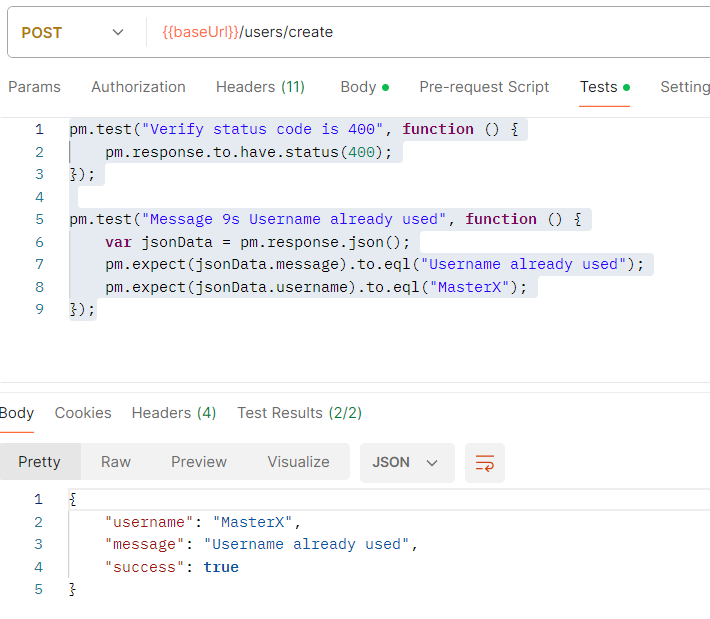 POST {{baseUrl}}/users/create
Params Authorization Headers (11) Body Pre-request Script Tests Setting
1 pm.test("Verify status code is 400", function () {
2 pm.response.to.have.status(400);
3 });
4
5 pm.test("Message 9s Username already used", function () {
6 var jsonData = pm.response.json();
7 pm.expect(jsonData.message).to.eql("Username already used");
8 pm.expect(jsonData.username).to.eql("MasterX");
9 });
Body Cookies Headers (4) Test Results (2/2)
Pretty Raw Preview Visualize JSON
1 {
2 "username": "MasterX",
3 "message": "Username already used",
4 "success": true
5 }